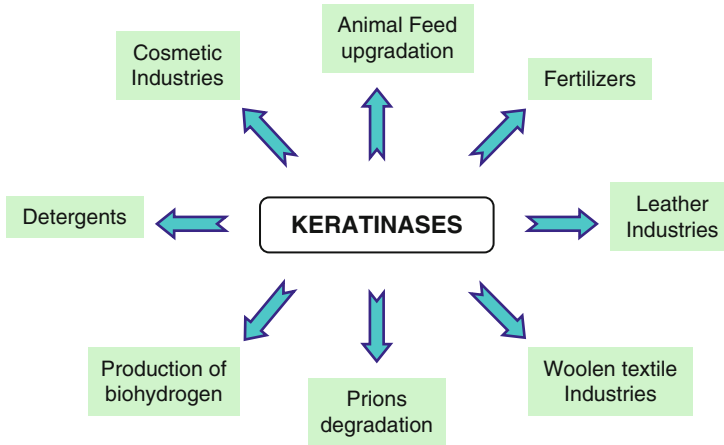 Animal Feed
upgradation
Cosmetic
Industries
Fertilizers
Detergents
KERATINASES
Leather
Industries
Production of
biohydrogen
Prions
degradation
Woolen textile
Industries